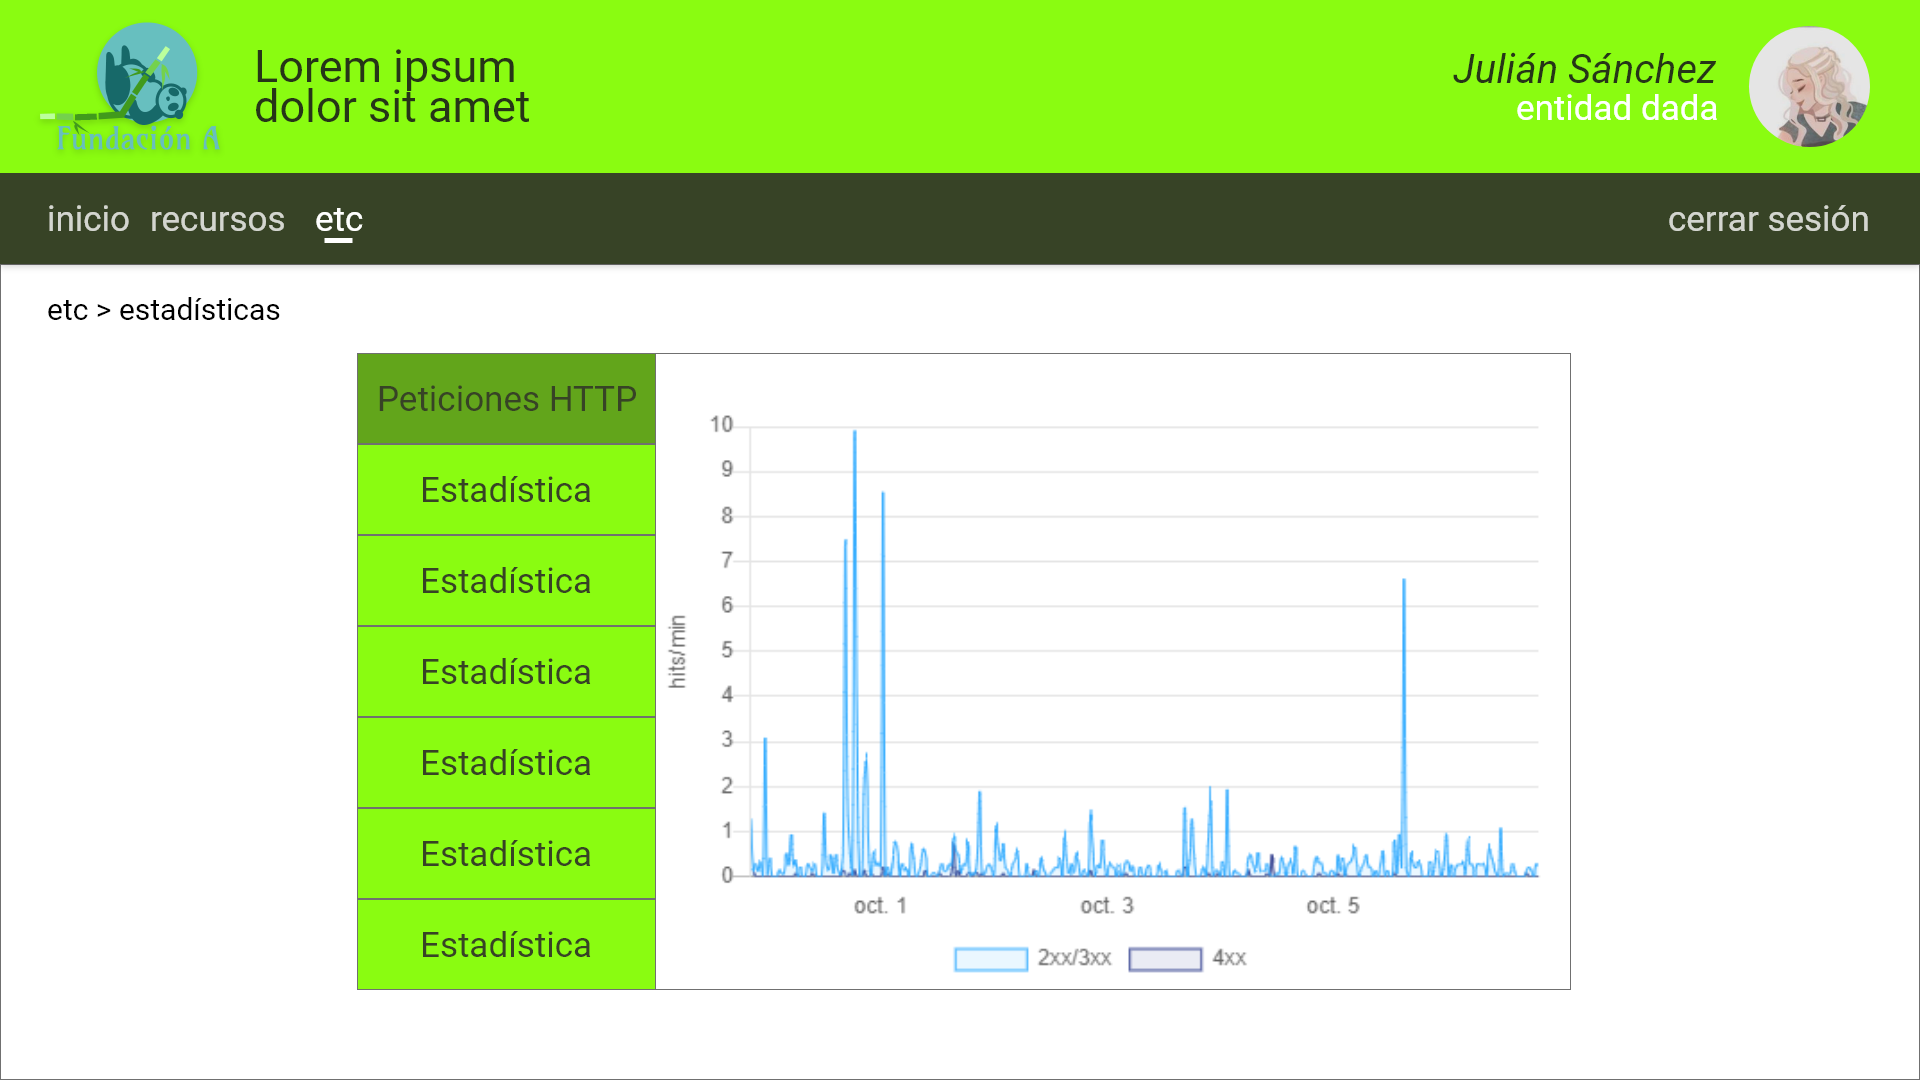 Fundación A
Lorem ipsum
dolor sit amet
Julián Sánchez
entidad dada
inicio recursos etc cerrar sesión
etc > estadísticas
Peticiones HTTP
Estadística
Estadística
Estadística
Estadística
Estadística
Estadística
10
9
8
7
6
5
4
3
2
1
0
hits/min
oct. 1 oct. 3 oct. 5
2xx/3xx 4xx